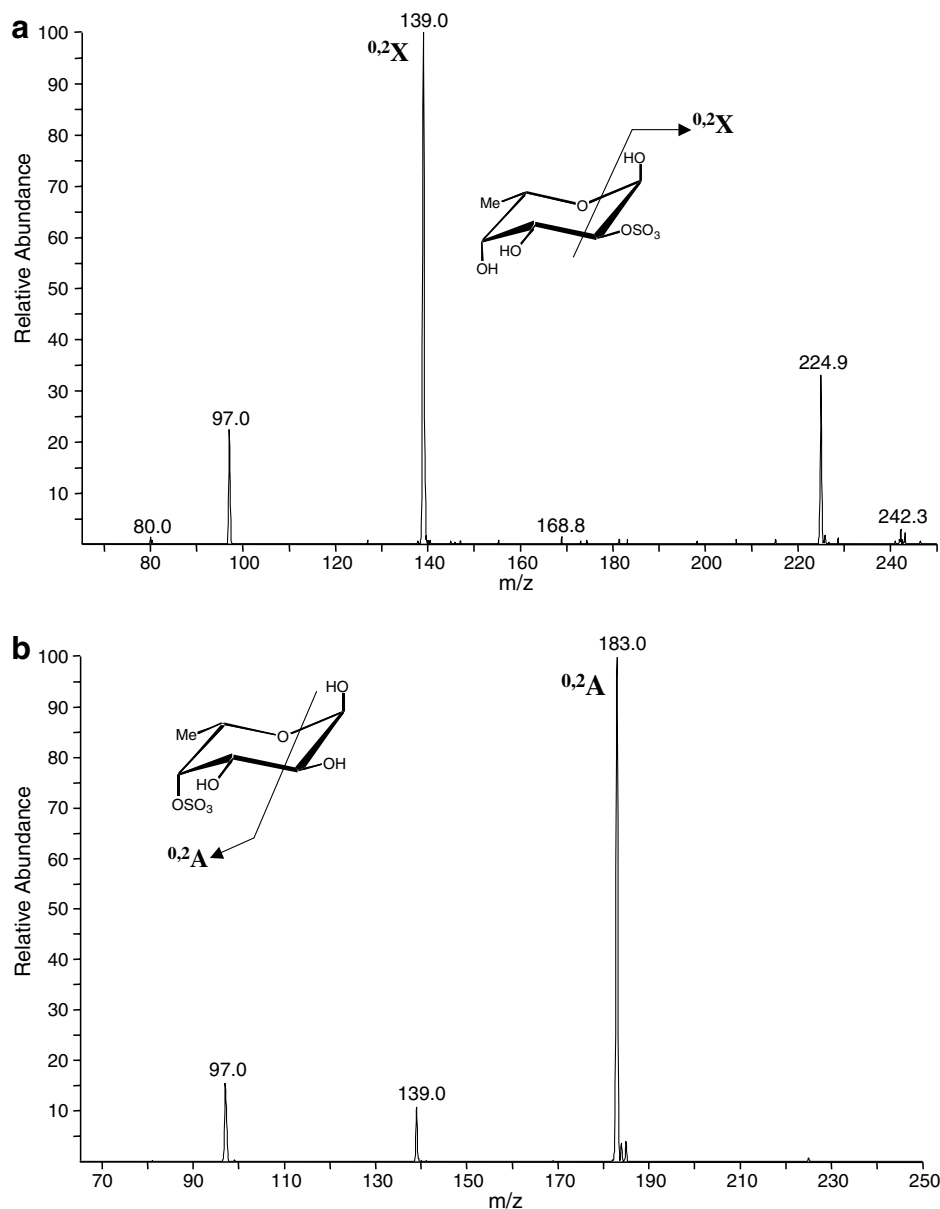 a
100
90
80
70
60
50
40
30
20
10
Relative Abundance
139.0
0,2X
0,2X
HO
Me
O
OSO3
HO
OH
224.9
97.0
80.0
168.8
242.3
80 100 120 140 160 180 200 220 240
m/z
b
100
90
80
70
60
50
40
30
20
10
Relative Abundance
183.0
0,2A
HO
Me
O
OH
HO
OSO3
0,2A
97.0
139.0
70 90 110 130 150 170 190 210 230 250
m/z